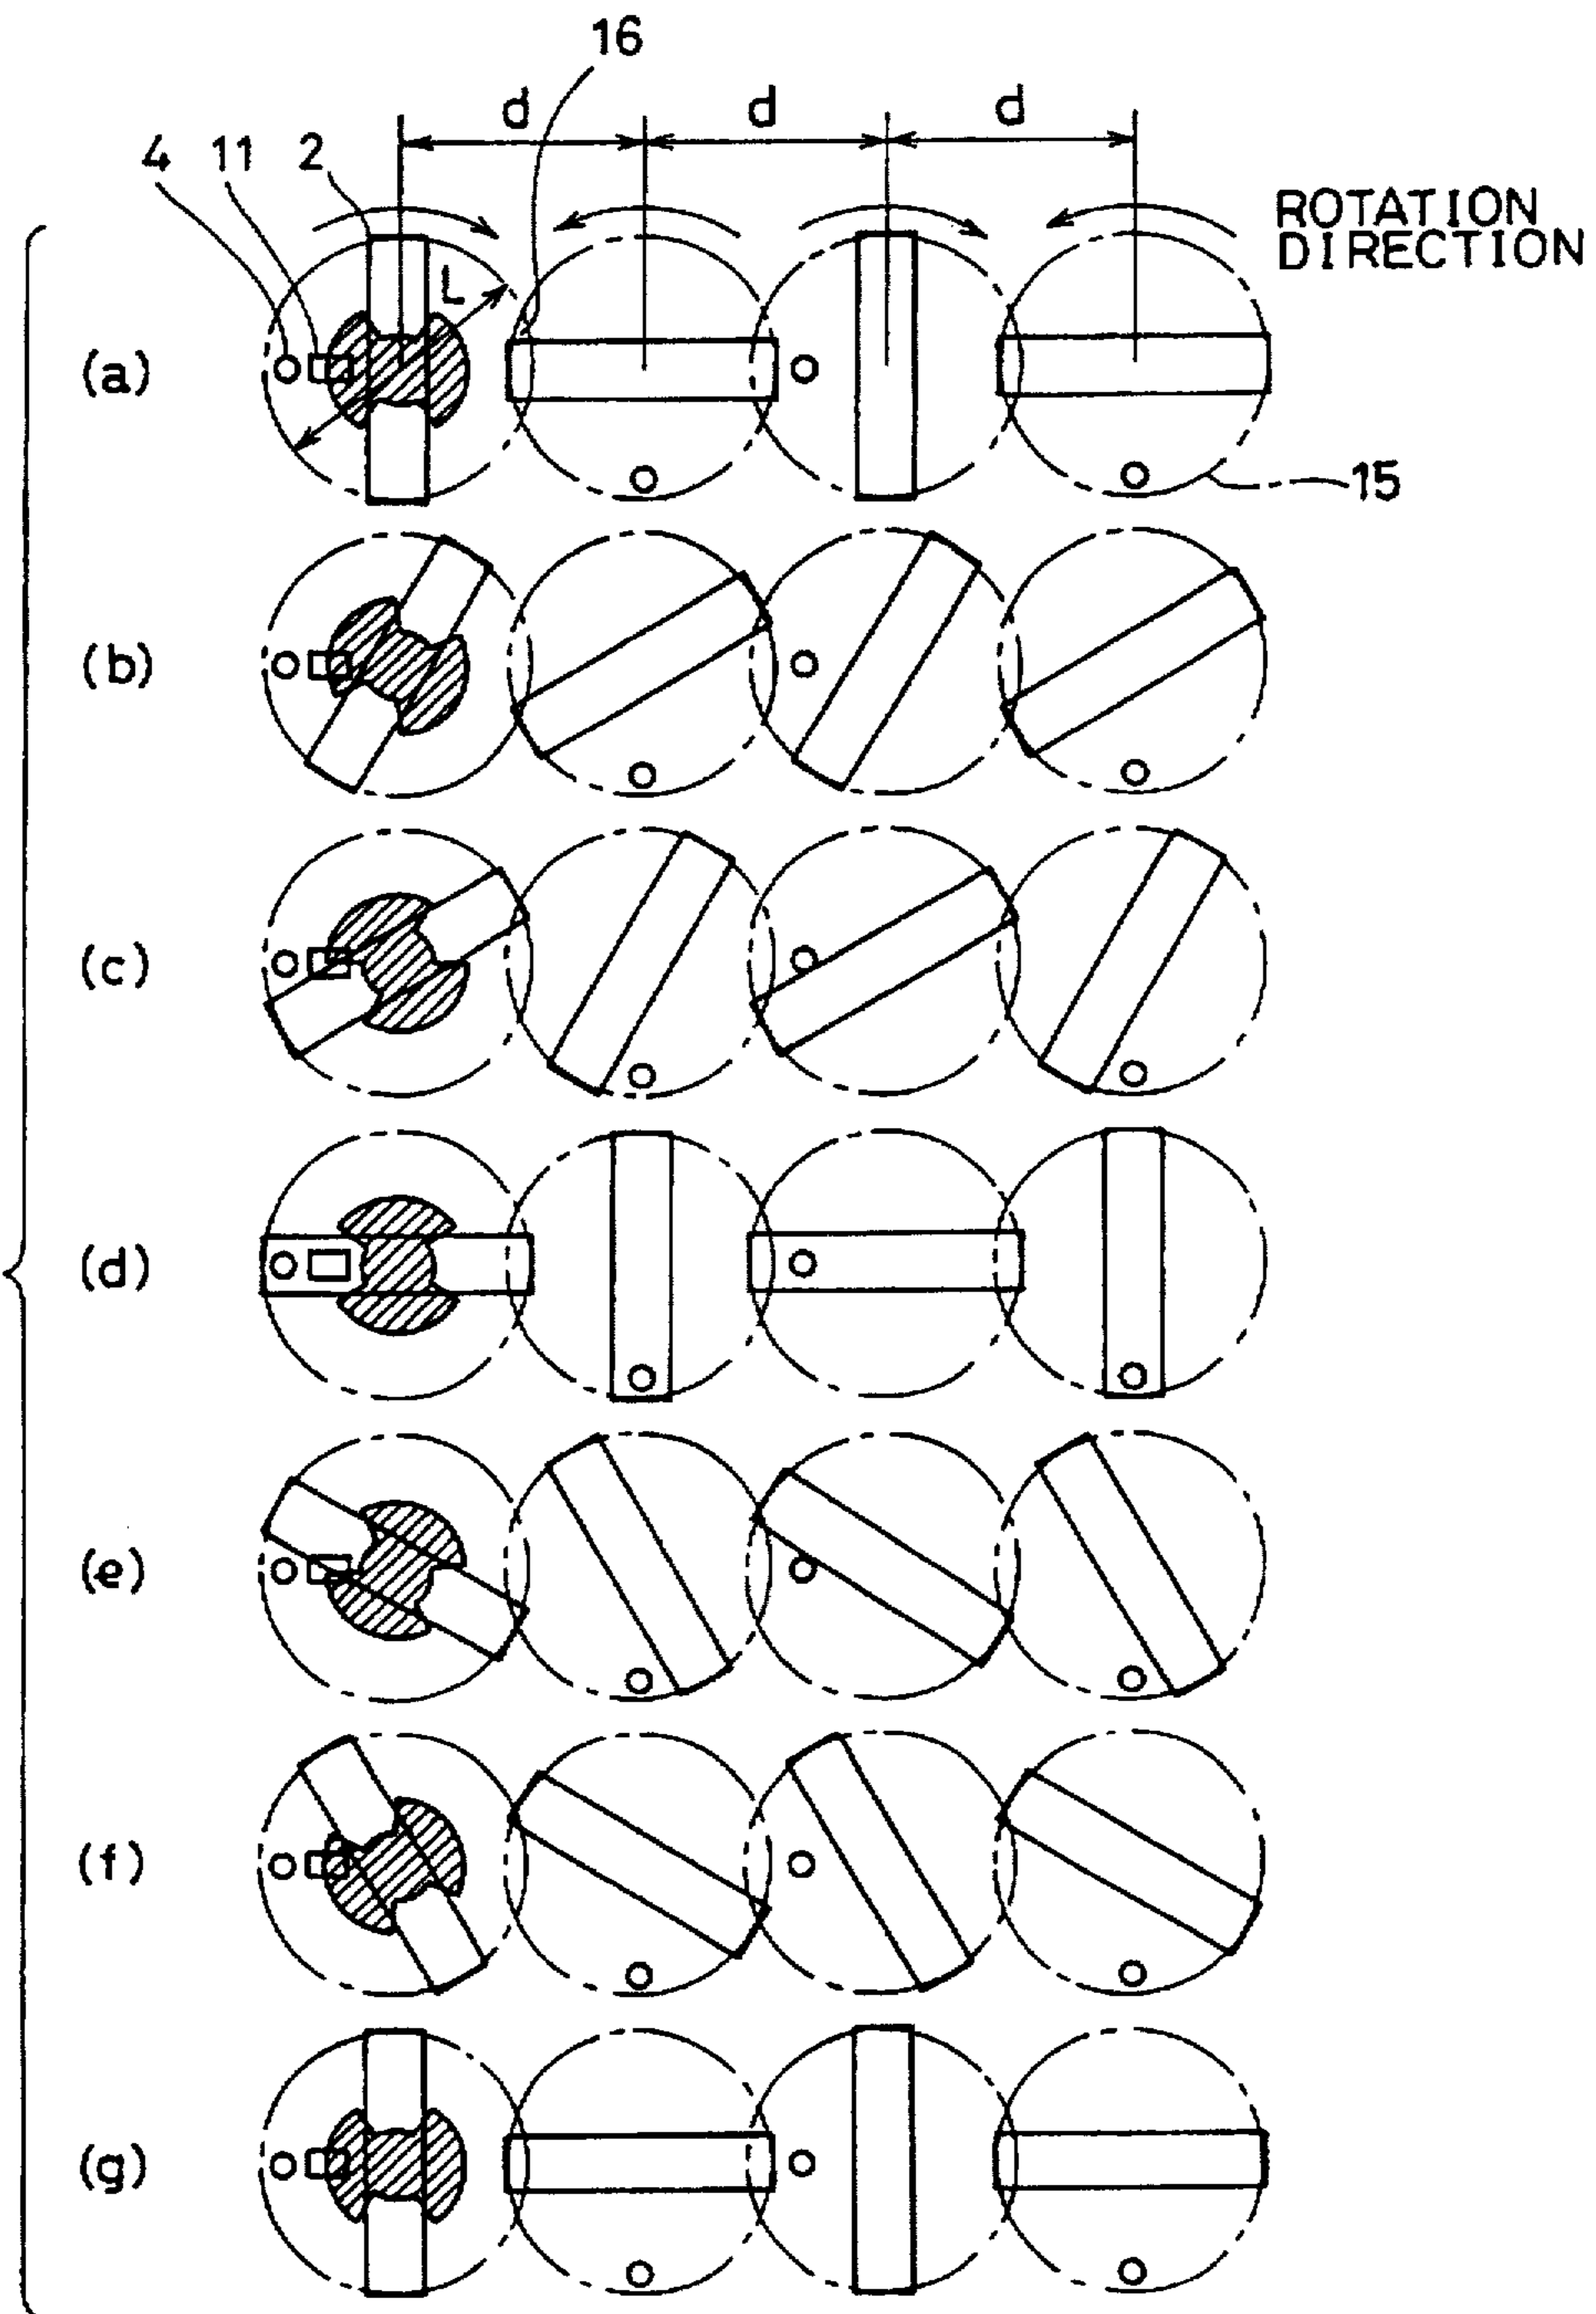 16
d d d
4 11 2
ROTATION
DIRECTION
L
(a)
15
(b)
(c)
(d)
(e)
(f)
(g)